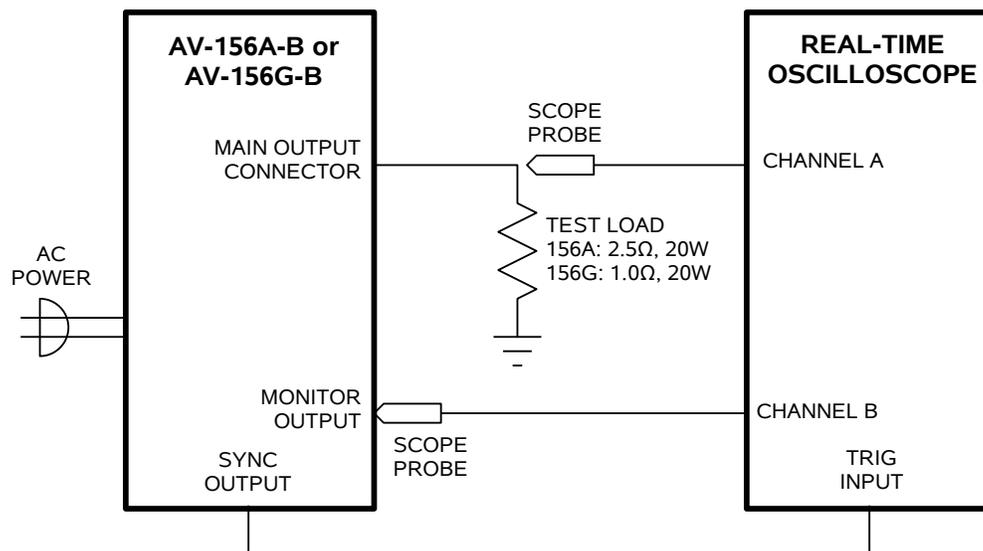 AV-156A-B or
AV-156G-B
REAL-TIME
OSCILLOSCOPE
SCOPE
PROBE
MAIN OUTPUT
CONNECTOR
CHANNEL A
TEST LOAD
156A: 2.5Ω, 20W
156G: 1.0Ω, 20W
AC
POWER
MONITOR
OUTPUT
CHANNEL B
SCOPE
PROBE
SYNC
OUTPUT
TRIG
INPUT